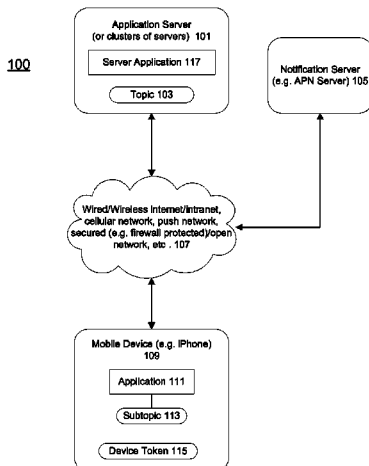 100
Application Server
(or clusters of servers) 101
Server Application 117
Topic 103
Notification Server
(e.g. APN Server) 105
Wired/Wireless Internet/Intranet,
cellular network, push network,
secured (e.g. firewall protected)/open
network, etc . 107
Mobile Device (e.g. iPhone)
109
Application 111
Subtopic 113
Device Token 115